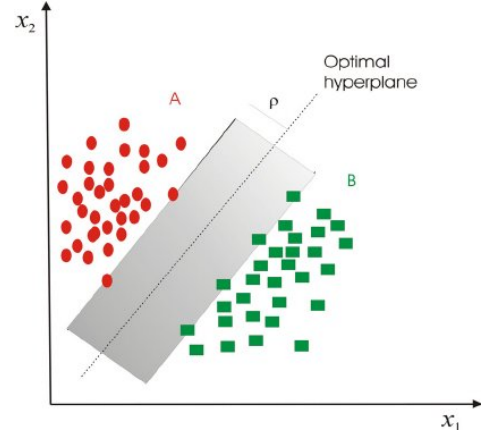 x₂
Optimal
hyperplane
A
ρ
B
x₁